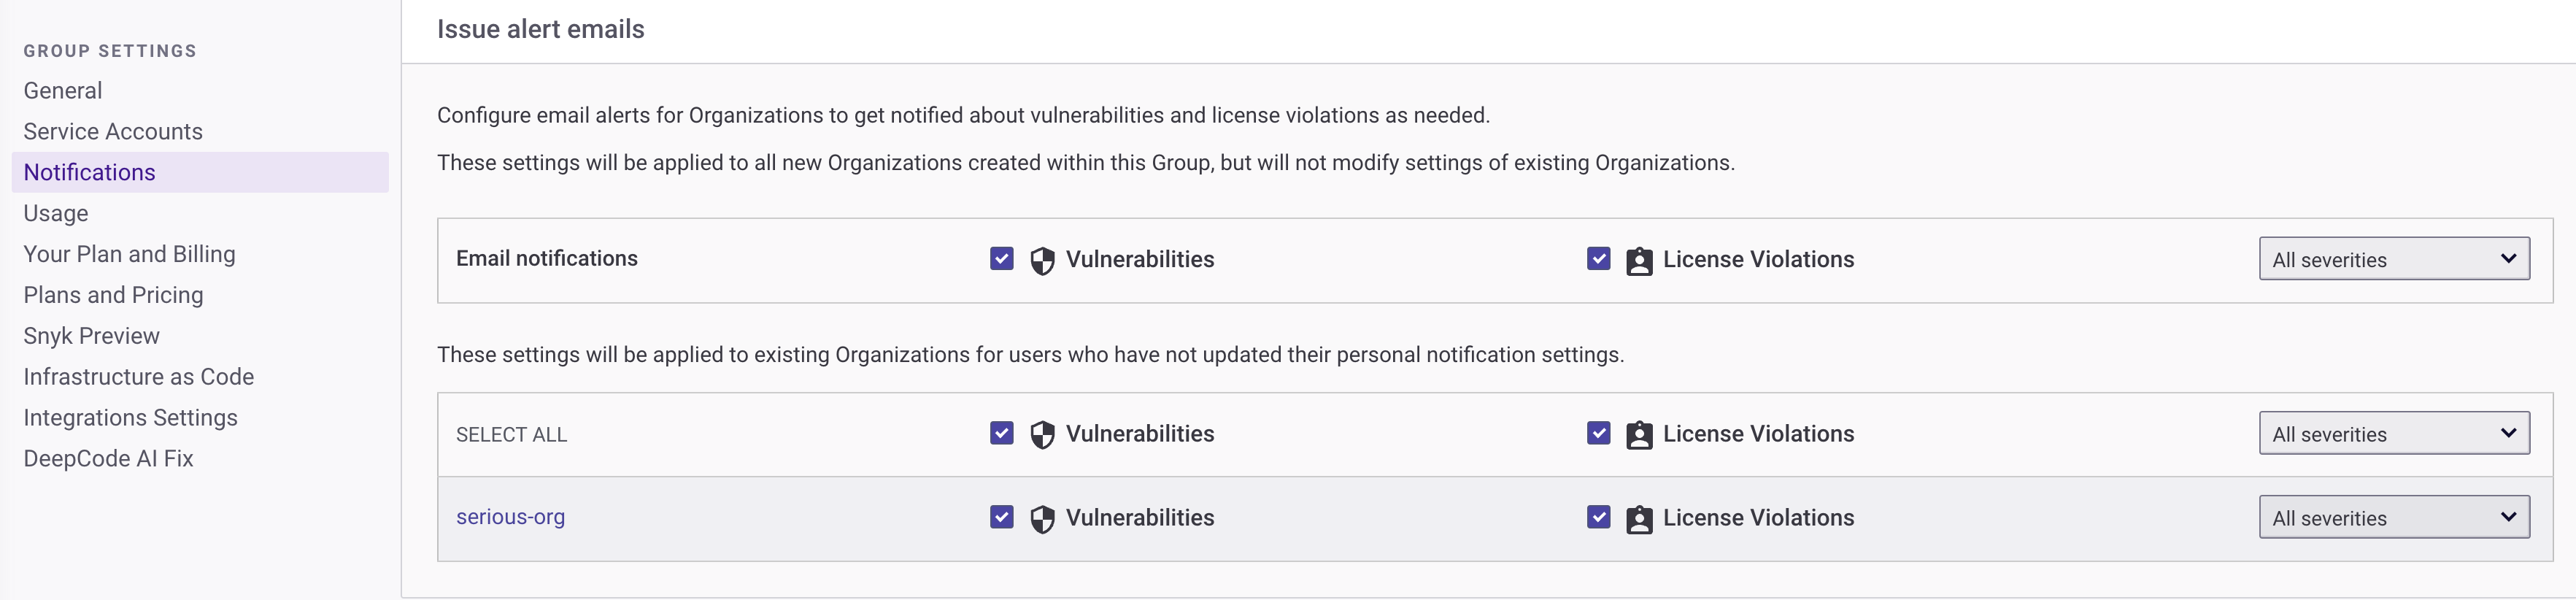 GROUP SETTINGS
General
Service Accounts
Notifications
Usage
Your Plan and Billing
Plans and Pricing
Snyk Preview
Infrastructure as Code
Integrations Settings
DeepCode AI Fix
Issue alert emails
Configure email alerts for Organizations to get notified about vulnerabilities and license violations as needed.
These settings will be applied to all new Organizations created within this Group, but will not modify settings of existing Organizations.
Email notifications Vulnerabilities License Violations All severities
These settings will be applied to existing Organizations for users who have not updated their personal notification settings.
SELECT ALL Vulnerabilities License Violations All severities
serious-org Vulnerabilities License Violations All severities